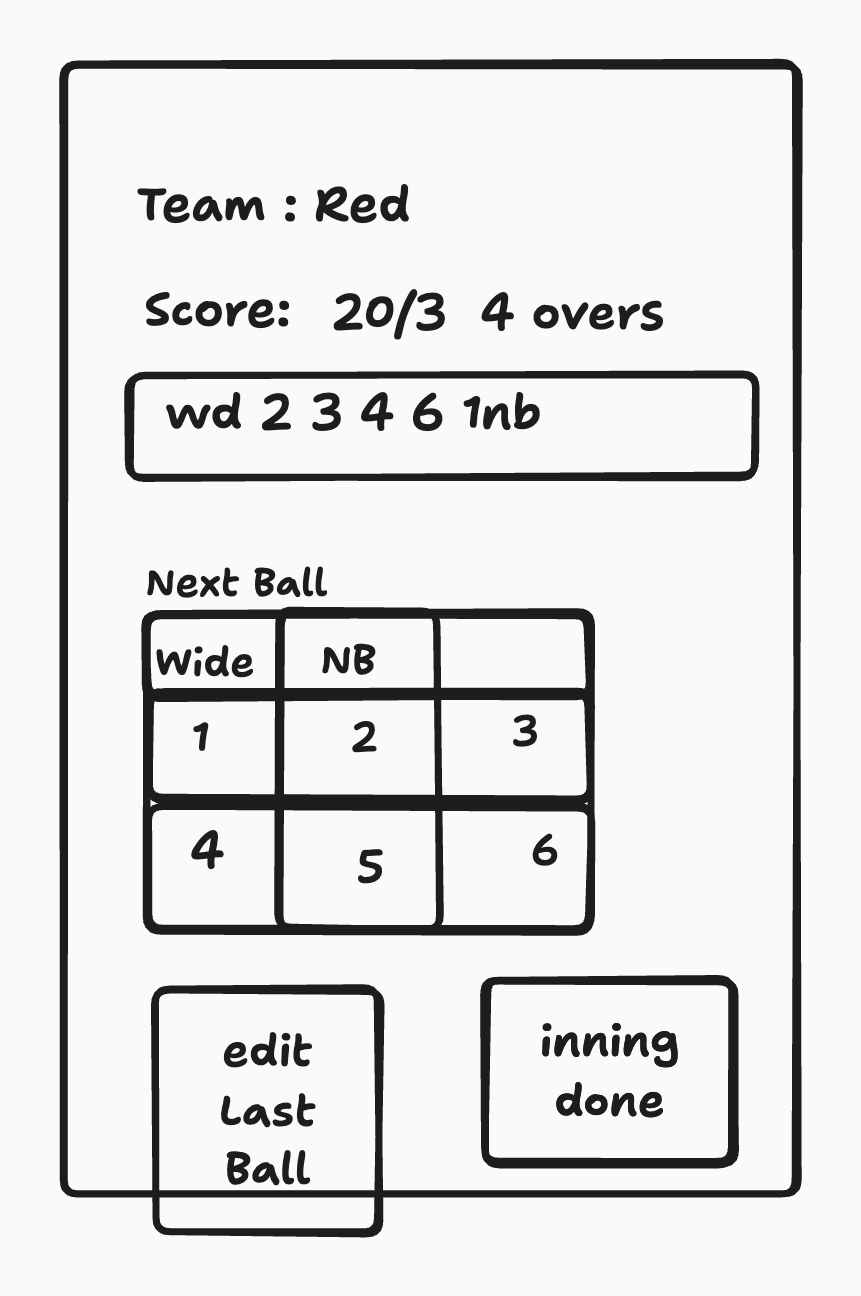 Team : Red
Score: 20/3 4 overs
wd 2 3 4 6 1nb
Next Ball
Wide NB
1 2 3
4 5 6
edit
Last
Ball
inning
done